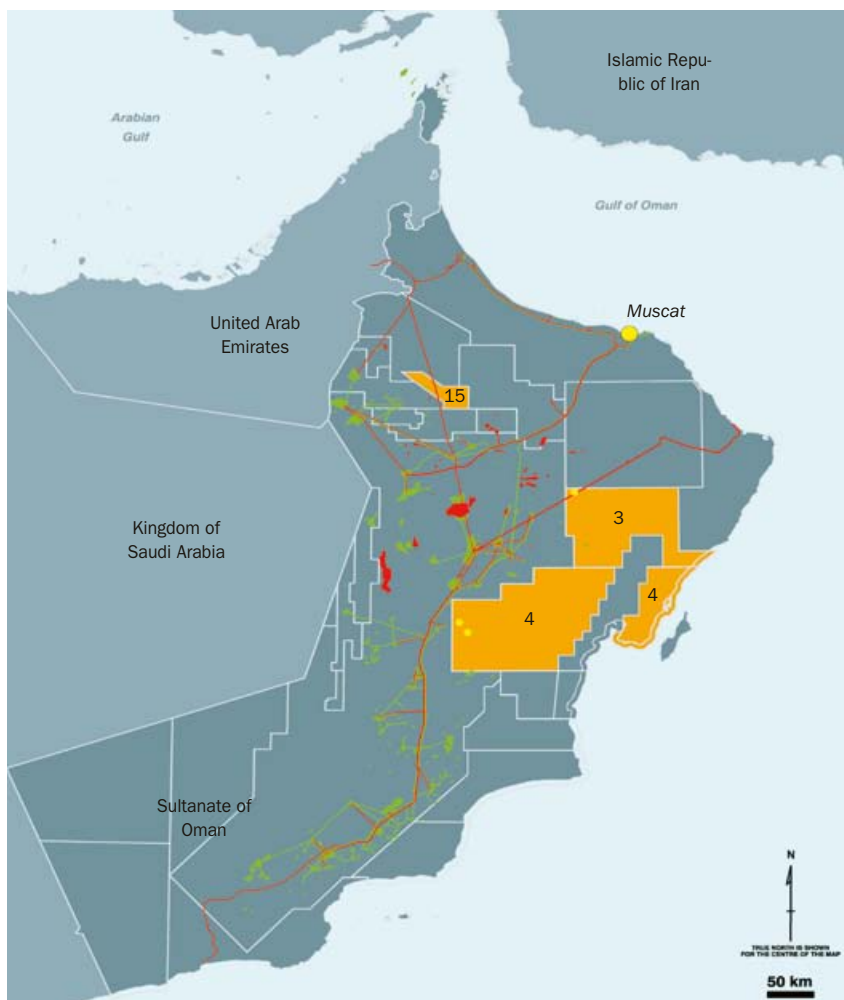 Islamic Repu-
blic of Iran
Arabian
Gulf
Gulf of Oman
Muscat
United Arab
Emirates
15
3
Kingdom of
Saudi Arabia
4
4
Sultanate of
Oman
N
TRUE NORTH IS SHOWN
FOR THE CENTRE OF THE MAP
50 km